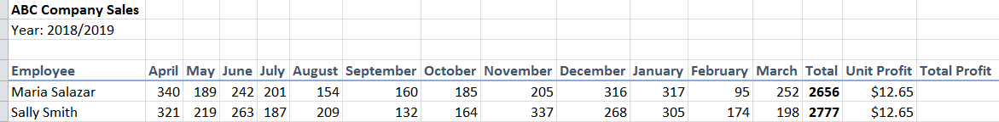 ABC Company Sales
Year: 2018/2019
Employee April May June July August September October November December January February March Total Unit Profit Total Profit
Maria Salazar 340 189 242 201 154 160 185 205 316 317 95 252 2656 $12.65
Sally Smith 321 219 263 187 209 132 164 337 268 305 174 198 2777 $12.65